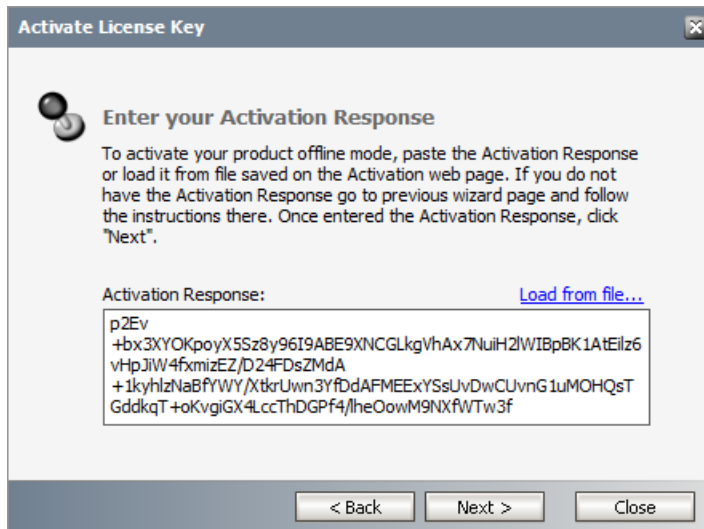 Activate License Key
Enter your Activation Response
To activate your product offline mode, paste the Activation Response
or load it from file saved on the Activation web page. If you do not
have the Activation Response go to previous wizard page and follow
the instructions there. Once entered the Activation Response, click
"Next".
Activation Response:
Load from file...
p2Ev
+bx3XYOKpoyX5Sz8y96I9ABE9XNCGLkgVhAx7NuiH2lWIBpBK1AtEilz6
vHpJiW4fxmizEZ/D24FDsZMdA
+1kyhlzNaBfYWY/XtkrUwn3YfDdAFMEExYSsUvDwCUvnG1uMOHQsT
GddkqT+oKvgiGX4LccThDGPf4/lheOowM9NXfWTw3f
< Back
Next >
Close